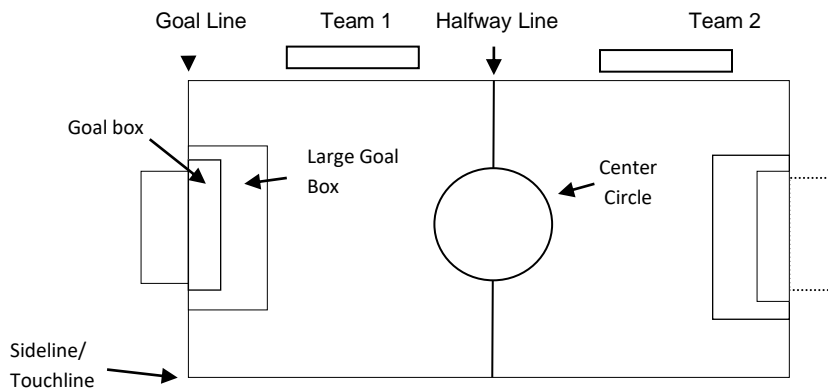 Goal Line
Team 1
Halfway Line
Team 2
Goal box
Large Goal
Box
Center
Circle
Sideline/
Touchline